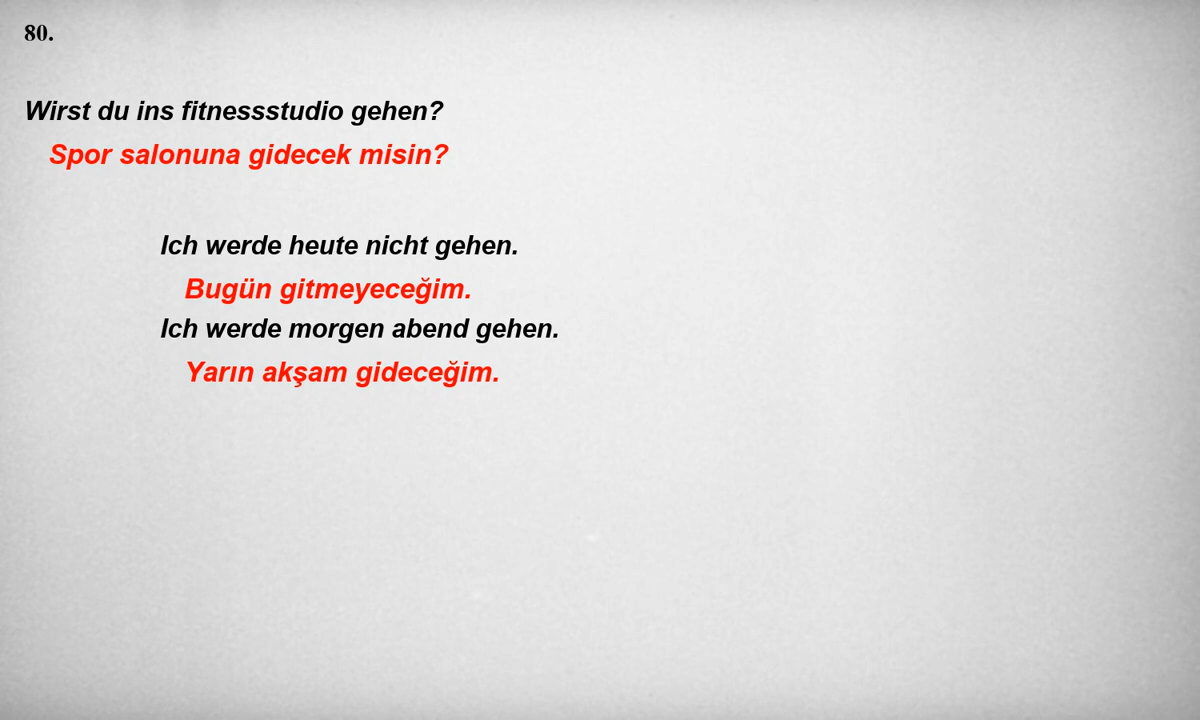 80.
Wirst du ins fitnessstudio gehen?
Spor salonuna gidecek misin?
Ich werde heute nicht gehen.
Bugün gitmeyeceğim.
Ich werde morgen abend gehen.
Yarın akşam gideceğim.